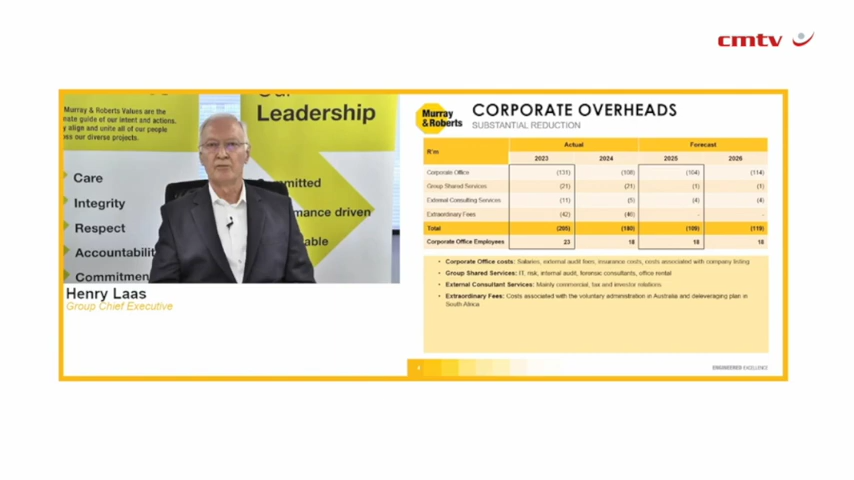 cmtv
Our
Leadership
Murray & Roberts Values are the
mate guide of our intent and actions,
y align and unite all of our people
oss our diverse projects.
Care
Integrity
Respect
Accountabilit
Commitmen
mmitted
mance driven
able
Henry Laas
Group Chief Executive
Murray
& Roberts
CORPORATE OVERHEADS
SUBSTANTIAL REDUCTION
R'm Actual Forecast
2023 2024 2025 2026
Corporate Office (131) (108) (104) (114)
Group Shared Services (21) (21) (1) (1)
External Consulting Services (11) (5) (4) (4)
Extraordinary Fees (42) (46) - -
Total (205) (180) (109) (119)
Corporate Office Employees 23 18 18 18
• Corporate Office costs: Salaries, external audit fees, insurance costs, costs associated with company listing
• Group Shared Services: IT, risk, internal audit, forensic consultants, office rental
• External Consultant Services: Mainly commercial, tax and investor relations
• Extraordinary Fees: Costs associated with the voluntary administration in Australia and deleveraging plan in
South Africa
ENGINEERED EXCELLENCE